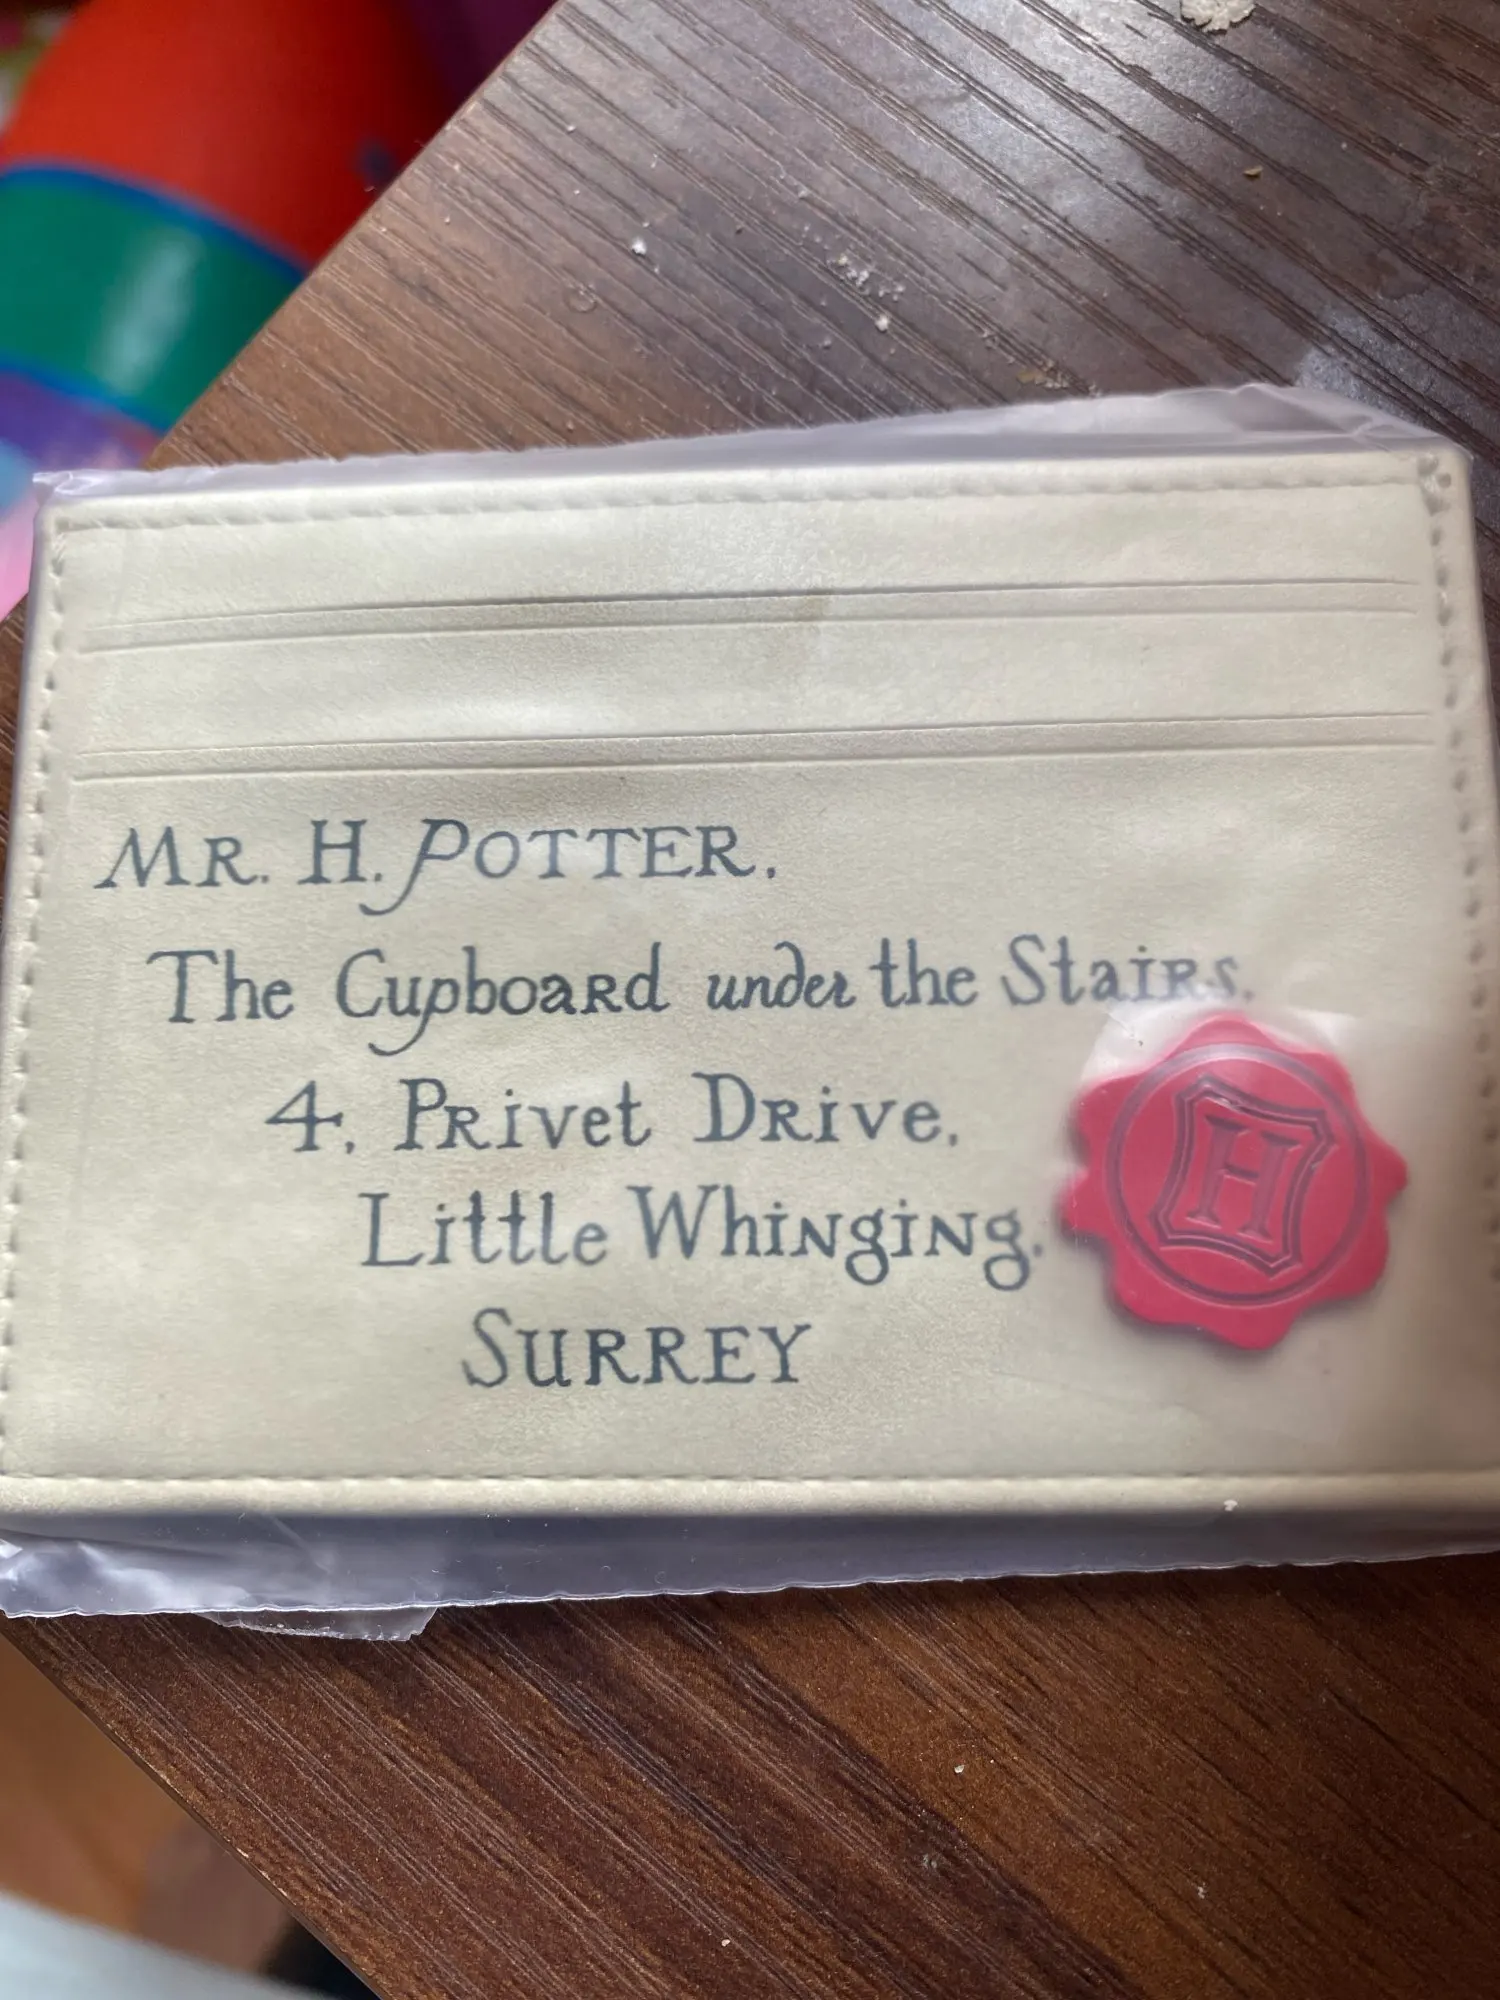 MR. H. POTTER,
The Cupboard under the Stairs,
4, Privet Drive,
Little Whinging,
SURREY
H